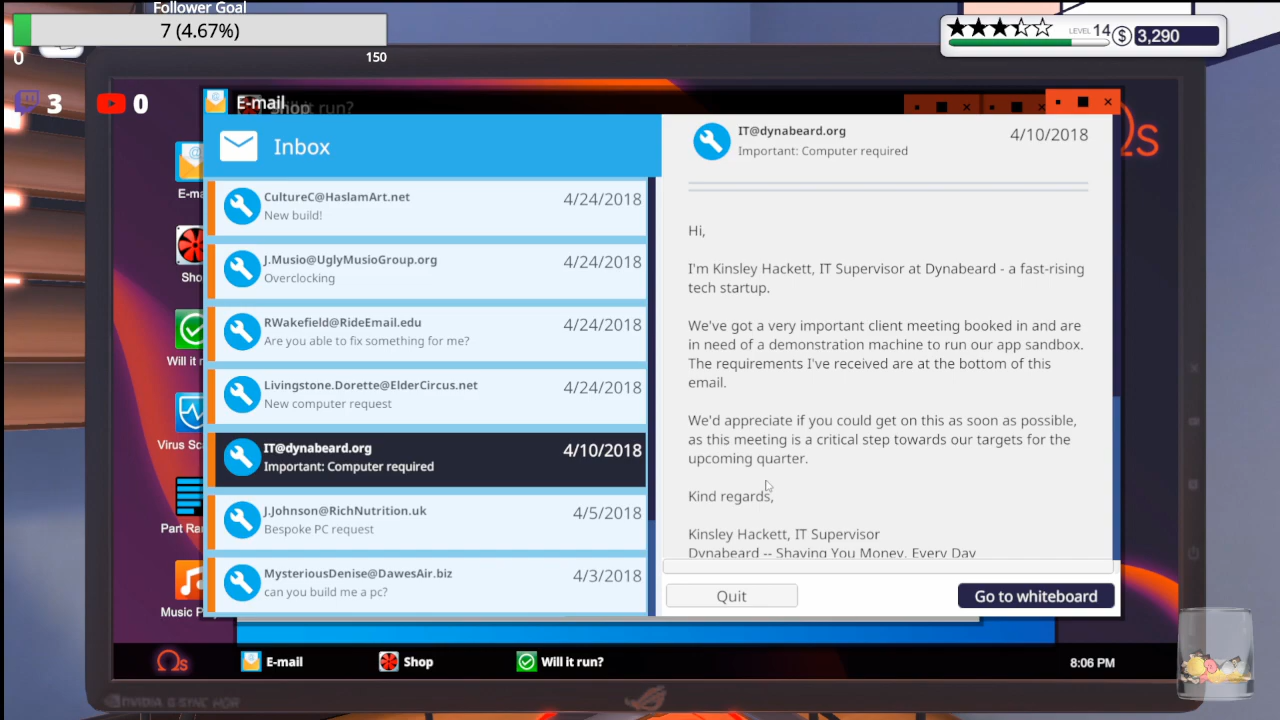 Follower Goal
7 (4.67%)
0
150
3
0
LEVEL 14
$ 3,290
E-mail
Will it run?
Inbox
CultureC@HaslamArt.net
4/24/2018
New build!
J.Musio@UglyMusioGroup.org
4/24/2018
Overclocking
RWakefield@RideEmail.edu
4/24/2018
Are you able to fix something for me?
Livingstone.Dorette@ElderCircus.net
4/24/2018
New computer request
IT@dynabeard.org
4/10/2018
Important: Computer required
J.Johnson@RichNutrition.uk
4/5/2018
Bespoke PC request
MysteriousDenise@DawesAir.biz
4/3/2018
can you build me a pc?
IT@dynabeard.org
4/10/2018
Important: Computer required
Hi,
I'm Kinsley Hackett, IT Supervisor at Dynabeard - a fast-rising
tech startup.
We've got a very important client meeting booked in and are
in need of a demonstration machine to run our app sandbox.
The requirements I've received are at the bottom of this
email.
We'd appreciate if you could get on this as soon as possible,
as this meeting is a critical step towards our targets for the
upcoming quarter.
Kind regards,
Kinsley Hackett, IT Supervisor
Dynabeard -- Shaving You Money, Every Day
Quit
Go to whiteboard
E-ma
Sho
Will it r
Virus Sc
Part Ra
Music P
Ωs
E-mail
Shop
Will it run?
8:06 PM
NVIDIA G-SYNC HDR